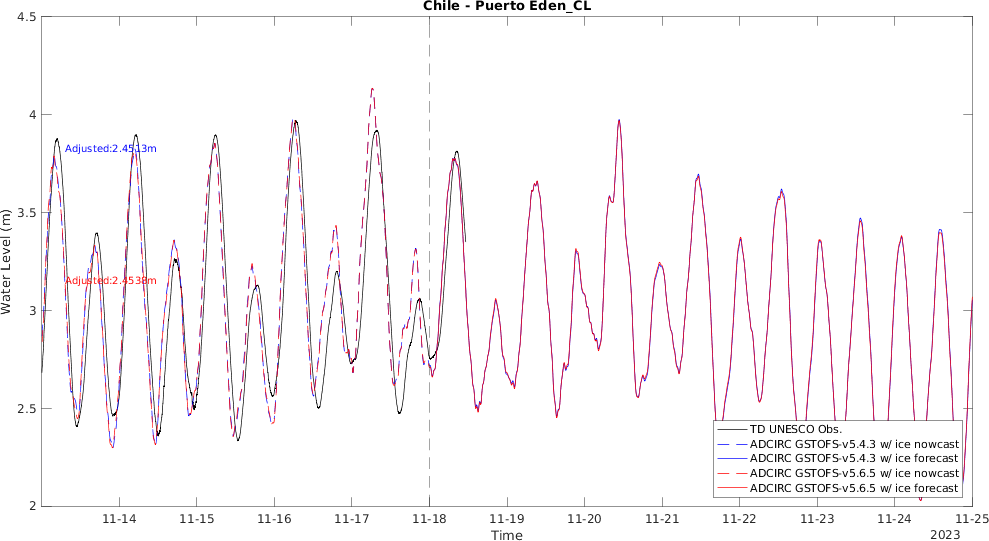 Chile - Puerto Eden_CL
4.5
4
3.5
3
2.5
2
Water Level (m)
Adjusted:2.4513m
Adjusted:2.4538m
TD UNESCO Obs.
ADCIRC GSTOFS-v5.4.3 w/ ice nowcast
ADCIRC GSTOFS-v5.4.3 w/ ice forecast
ADCIRC GSTOFS-v5.6.5 w/ ice nowcast
ADCIRC GSTOFS-v5.6.5 w/ ice forecast
11-14 11-15 11-16 11-17 11-18 11-19 11-20 11-21 11-22 11-23 11-24 11-25
Time
2023